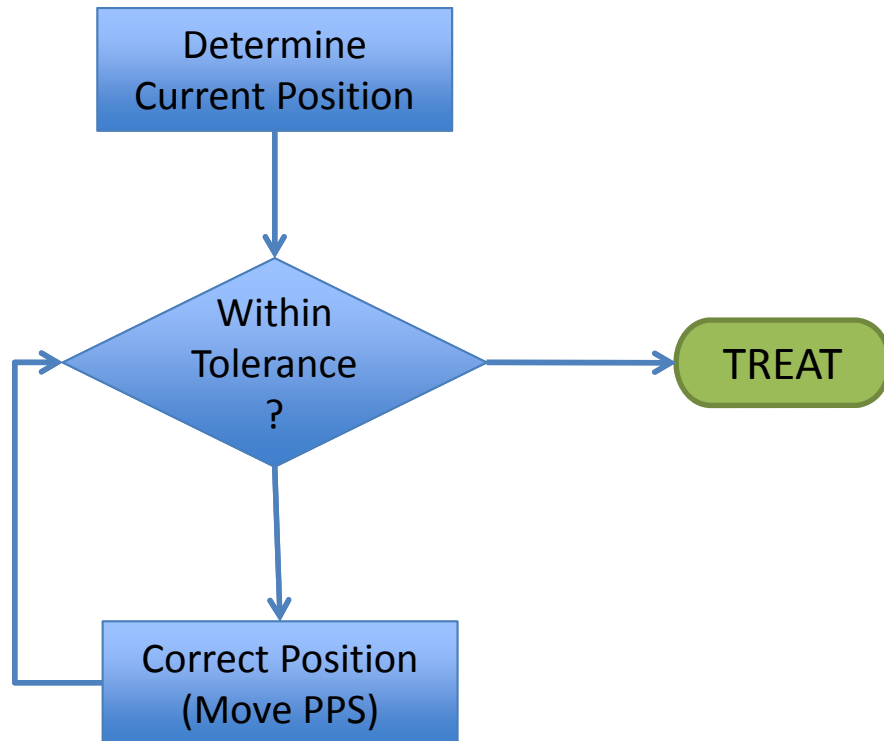 Determine
Current Position
Within
Tolerance
?
TREAT
Correct Position
(Move PPS)